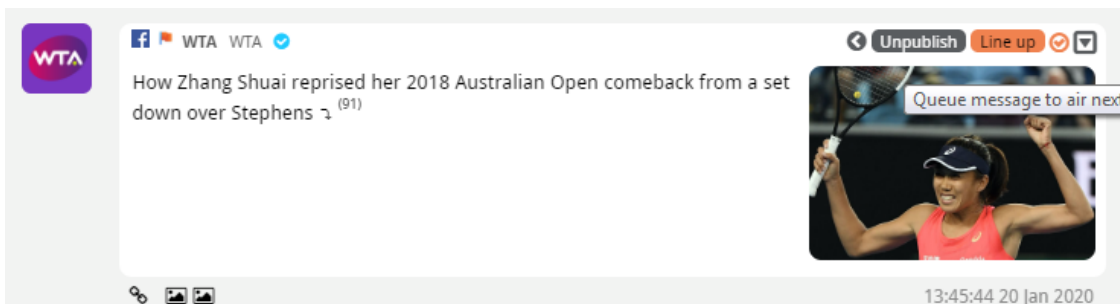 WTA
WTA WTA
Unpublish Line up
How Zhang Shuai reprised her 2018 Australian Open comeback from a set
down over Stephens ⤵ (91)
Queue message to air next
13:45:44 20 Jan 2020